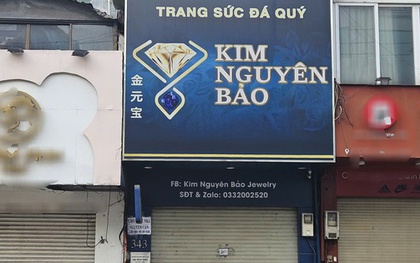 TRANG SỨC ĐÁ QUÝ
KIM
NGUYÊN
BẢO
金元宝
FB: Kim Nguyên Bảo Jewelry
SĐT & Zalo: 0332002520
343